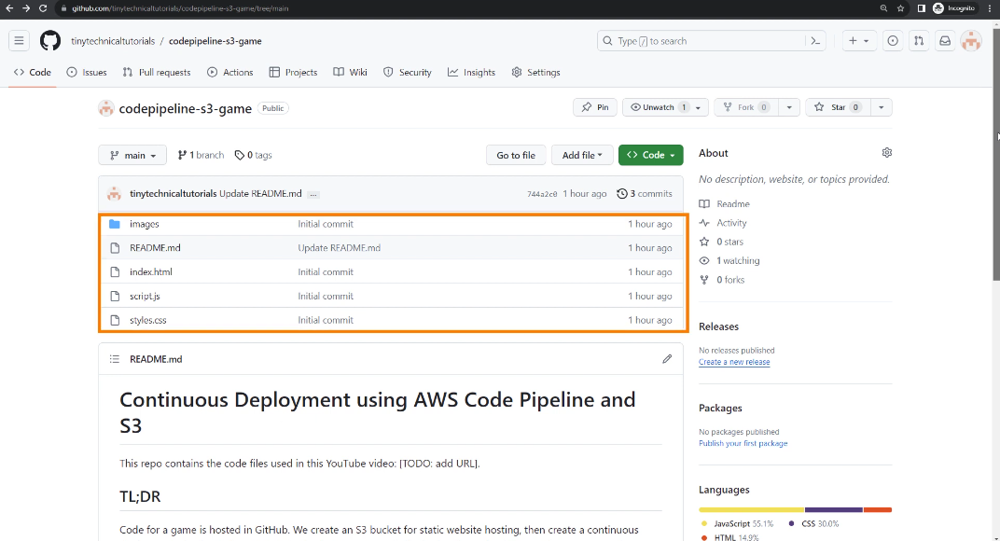 github.com/tinytechnicaltutorials/codepipeline-s3-game/tree/main
Incognito
tinytechnicaltutorials / codepipeline-s3-game
Type / to search
Code Issues Pull requests Actions Projects Wiki Security Insights Settings
codepipeline-s3-game Public
Pin Unwatch 1 Fork 0 Star 0
main 1 branch 0 tags Go to file Add file Code
tinytechnicaltutorials Update README.md ... 744a2c0 1 hour ago 3 commits
images Initial commit 1 hour ago
README.md Update README.md 1 hour ago
index.html Initial commit 1 hour ago
script.js Initial commit 1 hour ago
styles.css Initial commit 1 hour ago
README.md
Continuous Deployment using AWS Code Pipeline and
S3
This repo contains the code files used in this YouTube video: [TODO: add URL].
TL;DR
Code for a game is hosted in GitHub. We create an S3 bucket for static website hosting, then create a continuous
About
No description, website, or topics provided.
Readme
Activity
0 stars
1 watching
0 forks
Releases
No releases published
Create a new release
Packages
No packages published
Publish your first package
Languages
JavaScript 55.1% CSS 30.0%
HTML 14.9%